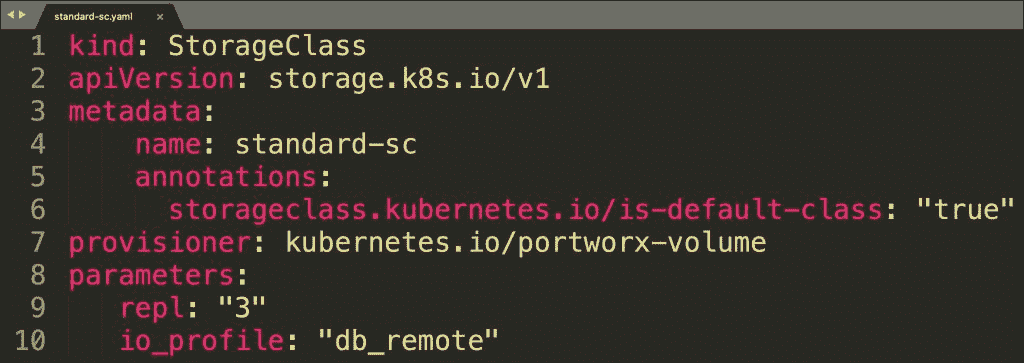 standard-sc.yaml ×
1 kind: StorageClass
2 apiVersion: storage.k8s.io/v1
3 metadata:
4     name: standard-sc
5     annotations:
6       storageclass.kubernetes.io/is-default-class: "true"
7 provisioner: kubernetes.io/portworx-volume
8 parameters:
9    repl: "3"
10    io_profile: "db_remote"